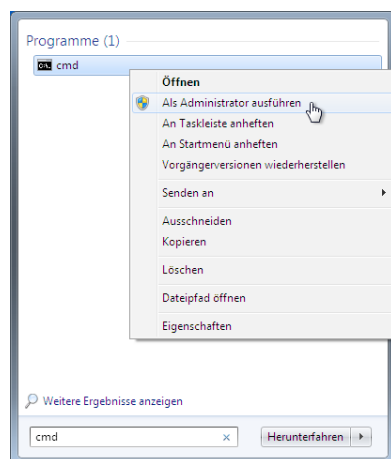 Programme (1)
cmd
Öffnen
Als Administrator ausführen
An Taskleiste anheften
An Startmenü anheften
Vorgängerversionen wiederherstellen
Senden an
Ausschneiden
Kopieren
Löschen
Dateipfad öffnen
Eigenschaften
Weitere Ergebnisse anzeigen
cmd
Herunterfahren